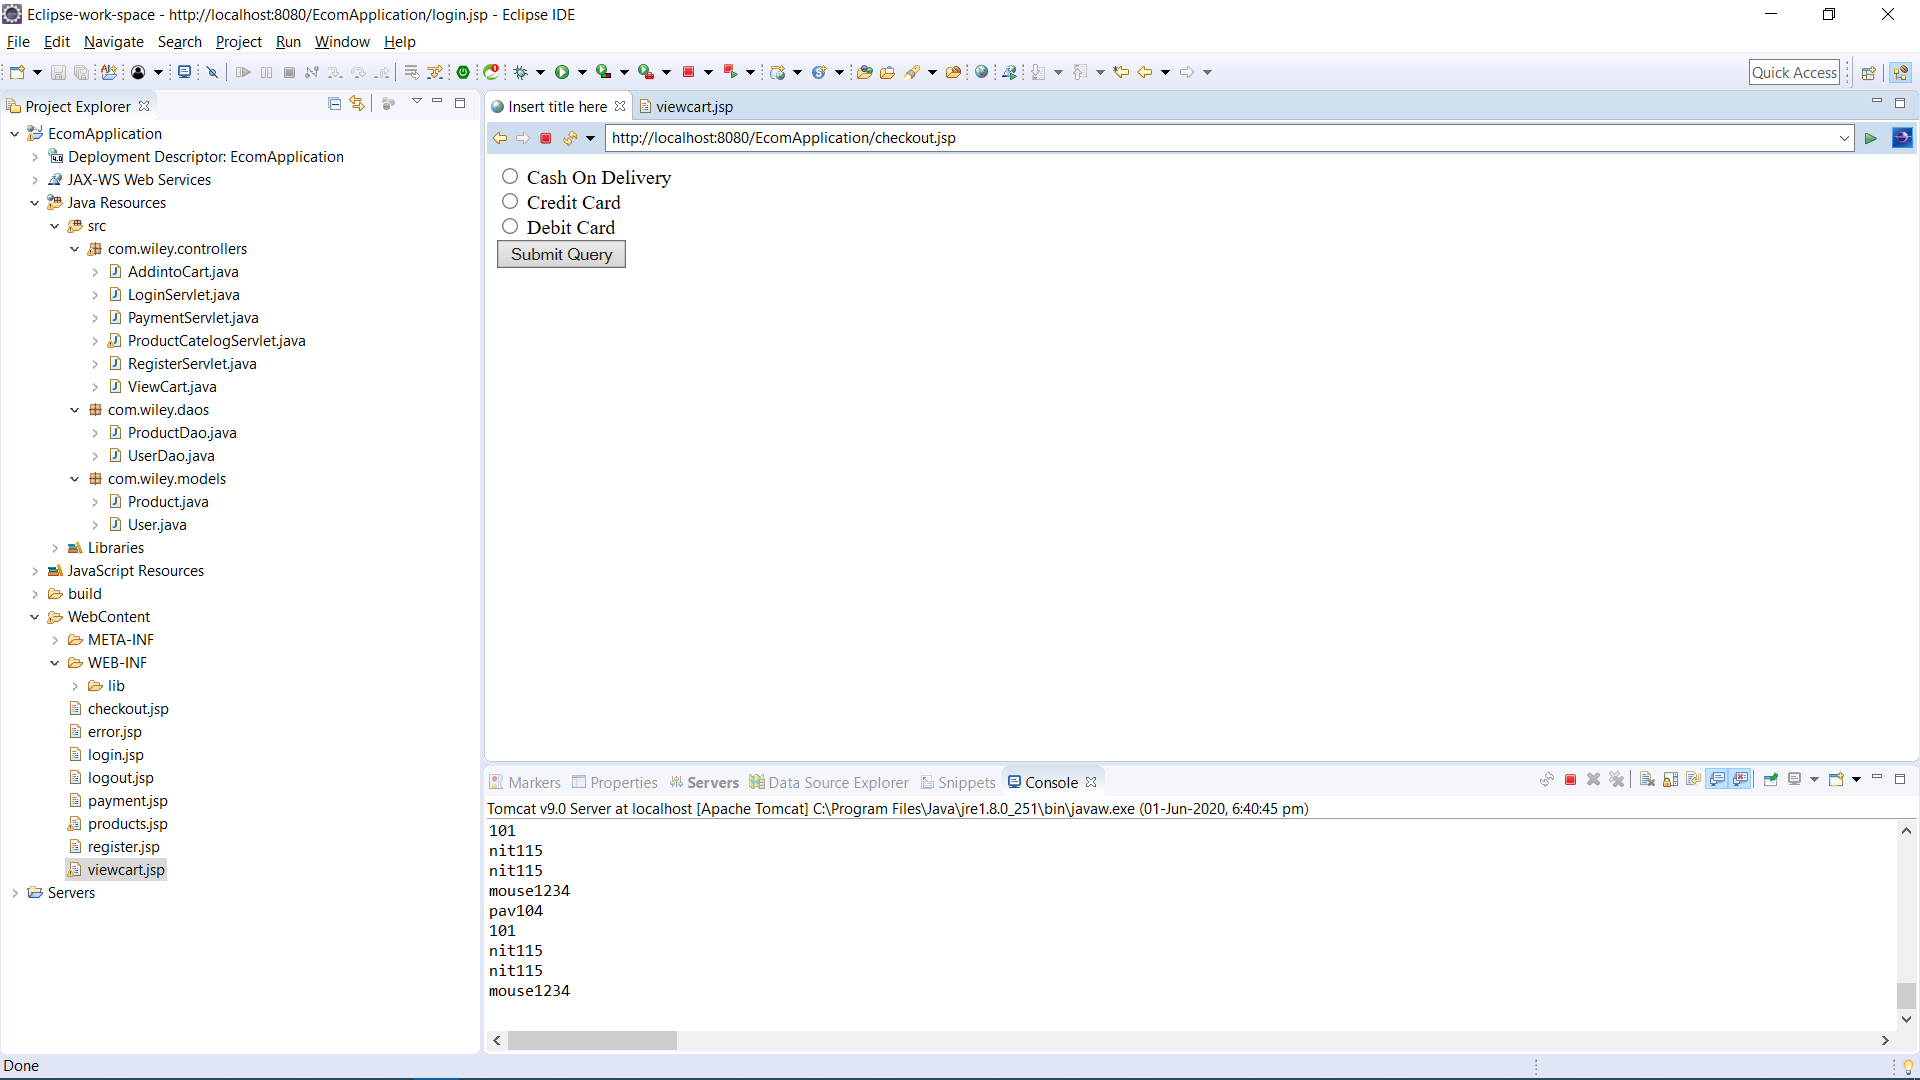 Eclipse-work-space - http://localhost:8080/EcomApplication/login.jsp - Eclipse IDE
File Edit Navigate Search Project Run Window Help
Quick Access
Project Explorer
EcomApplication
Deployment Descriptor: EcomApplication
JAX-WS Web Services
Java Resources
src
com.wiley.controllers
AddintoCart.java
LoginServlet.java
PaymentServlet.java
ProductCatelogServlet.java
RegisterServlet.java
ViewCart.java
com.wiley.daos
ProductDao.java
UserDao.java
com.wiley.models
Product.java
User.java
Libraries
JavaScript Resources
build
WebContent
META-INF
WEB-INF
lib
checkout.jsp
error.jsp
login.jsp
logout.jsp
payment.jsp
products.jsp
register.jsp
viewcart.jsp
Servers
Insert title here viewcart.jsp
http://localhost:8080/EcomApplication/checkout.jsp
Cash On Delivery
Credit Card
Debit Card
Submit Query
Markers Properties Servers Data Source Explorer Snippets Console
Tomcat v9.0 Server at localhost [Apache Tomcat] C:\Program Files\Java\jre1.8.0_251\bin\javaw.exe (01-Jun-2020, 6:40:45 pm)
101
nit115
nit115
mouse1234
pav104
101
nit115
nit115
mouse1234
Done